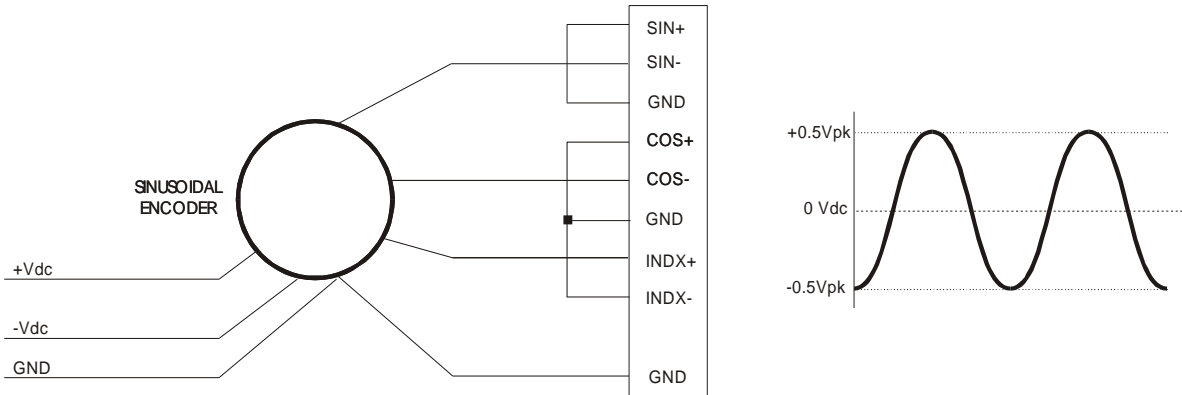 SINUSOIDAL
ENCODER
+Vdc
-Vdc
GND
SIN+
SIN-
GND
COS+
COS-
GND
INDX+
INDX-
GND
+0.5Vpk
0 Vdc
-0.5Vpk